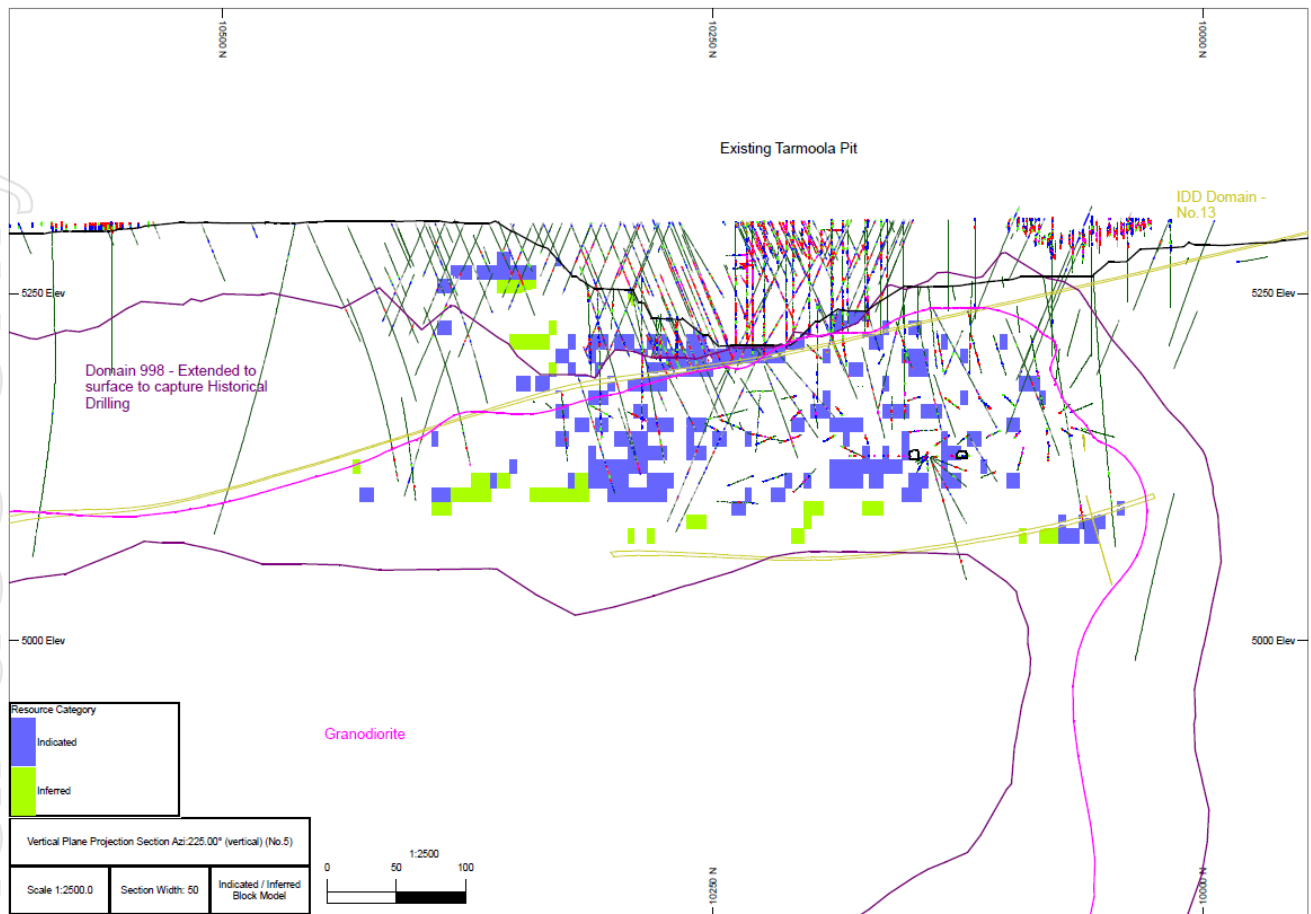 10500 N
10250 N
10000 N
Existing Tarmoola Pit
IDD Domain -
No.13
5250 Elev
5250 Elev
Domain 998 - Extended to
surface to capture Historical
Drilling
5000 Elev
5000 Elev
Resource Category
Indicated
Inferred
Granodiorite
Vertical Plane Projection Section Azi:225.00° (vertical) (No.5)
Scale 1:2500.0
Section Width: 50
Indicated / Inferred
Block Model
1:2500
0 50 100
10250 N
10000 N